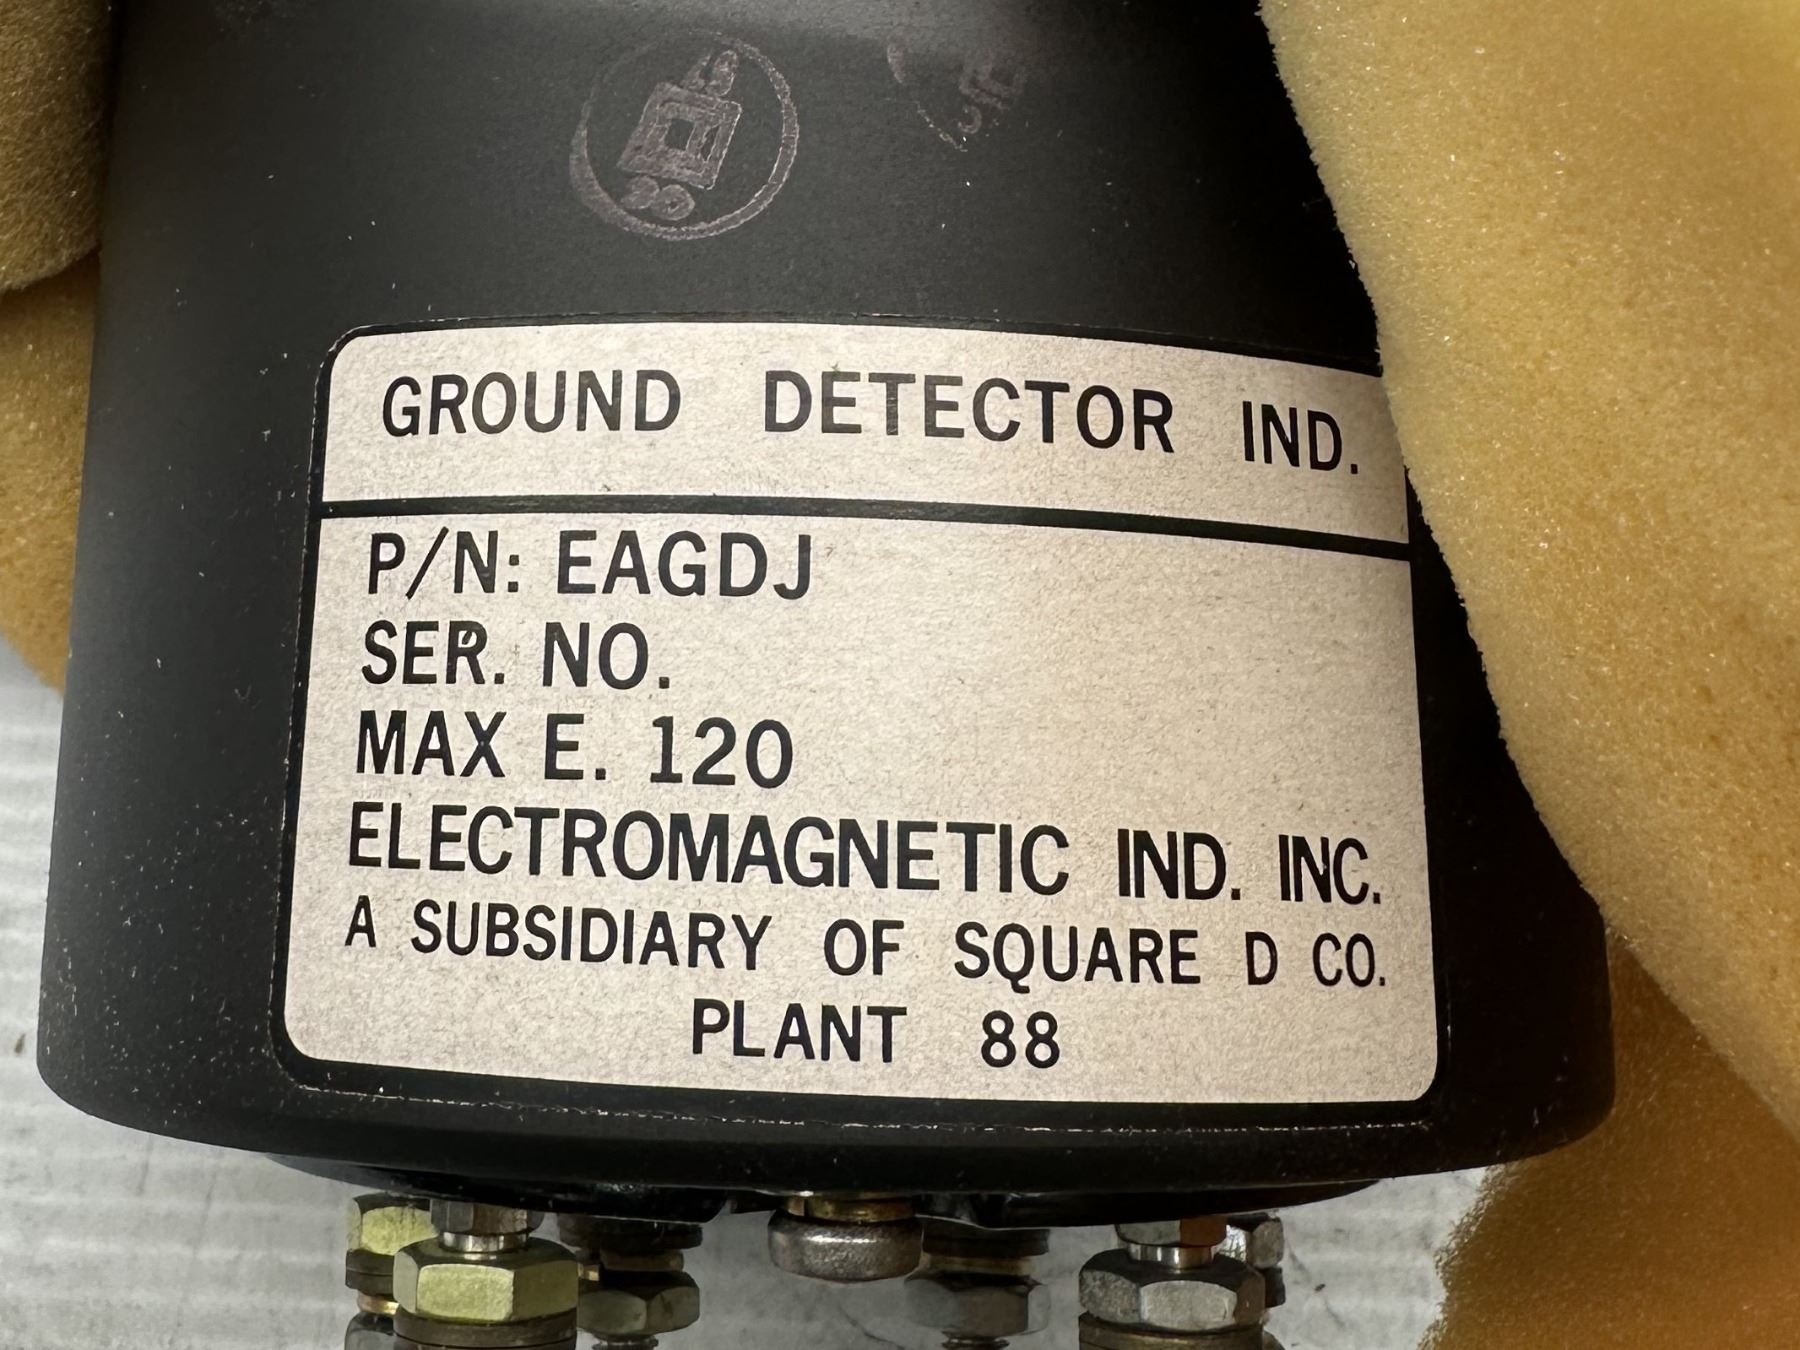 GROUND DETECTOR IND.
P/N: EAGDJ
SER. NO.
MAX E. 120
ELECTROMAGNETIC IND. INC.
A SUBSIDIARY OF SQUARE D CO.
PLANT 88